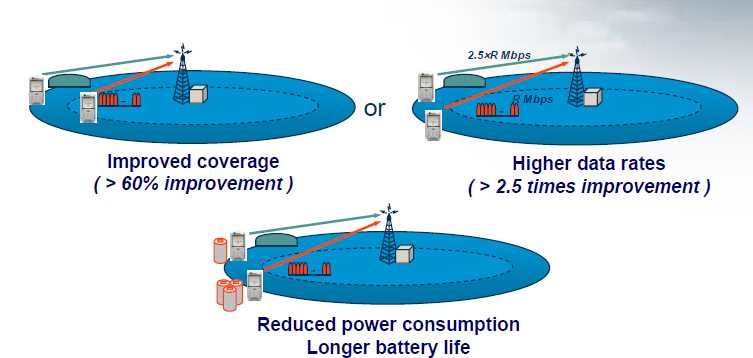 2.5×R Mbps
R Mbps
or
Improved coverage
( > 60% improvement )
Higher data rates
( > 2.5 times improvement )
Reduced power consumption
Longer battery life